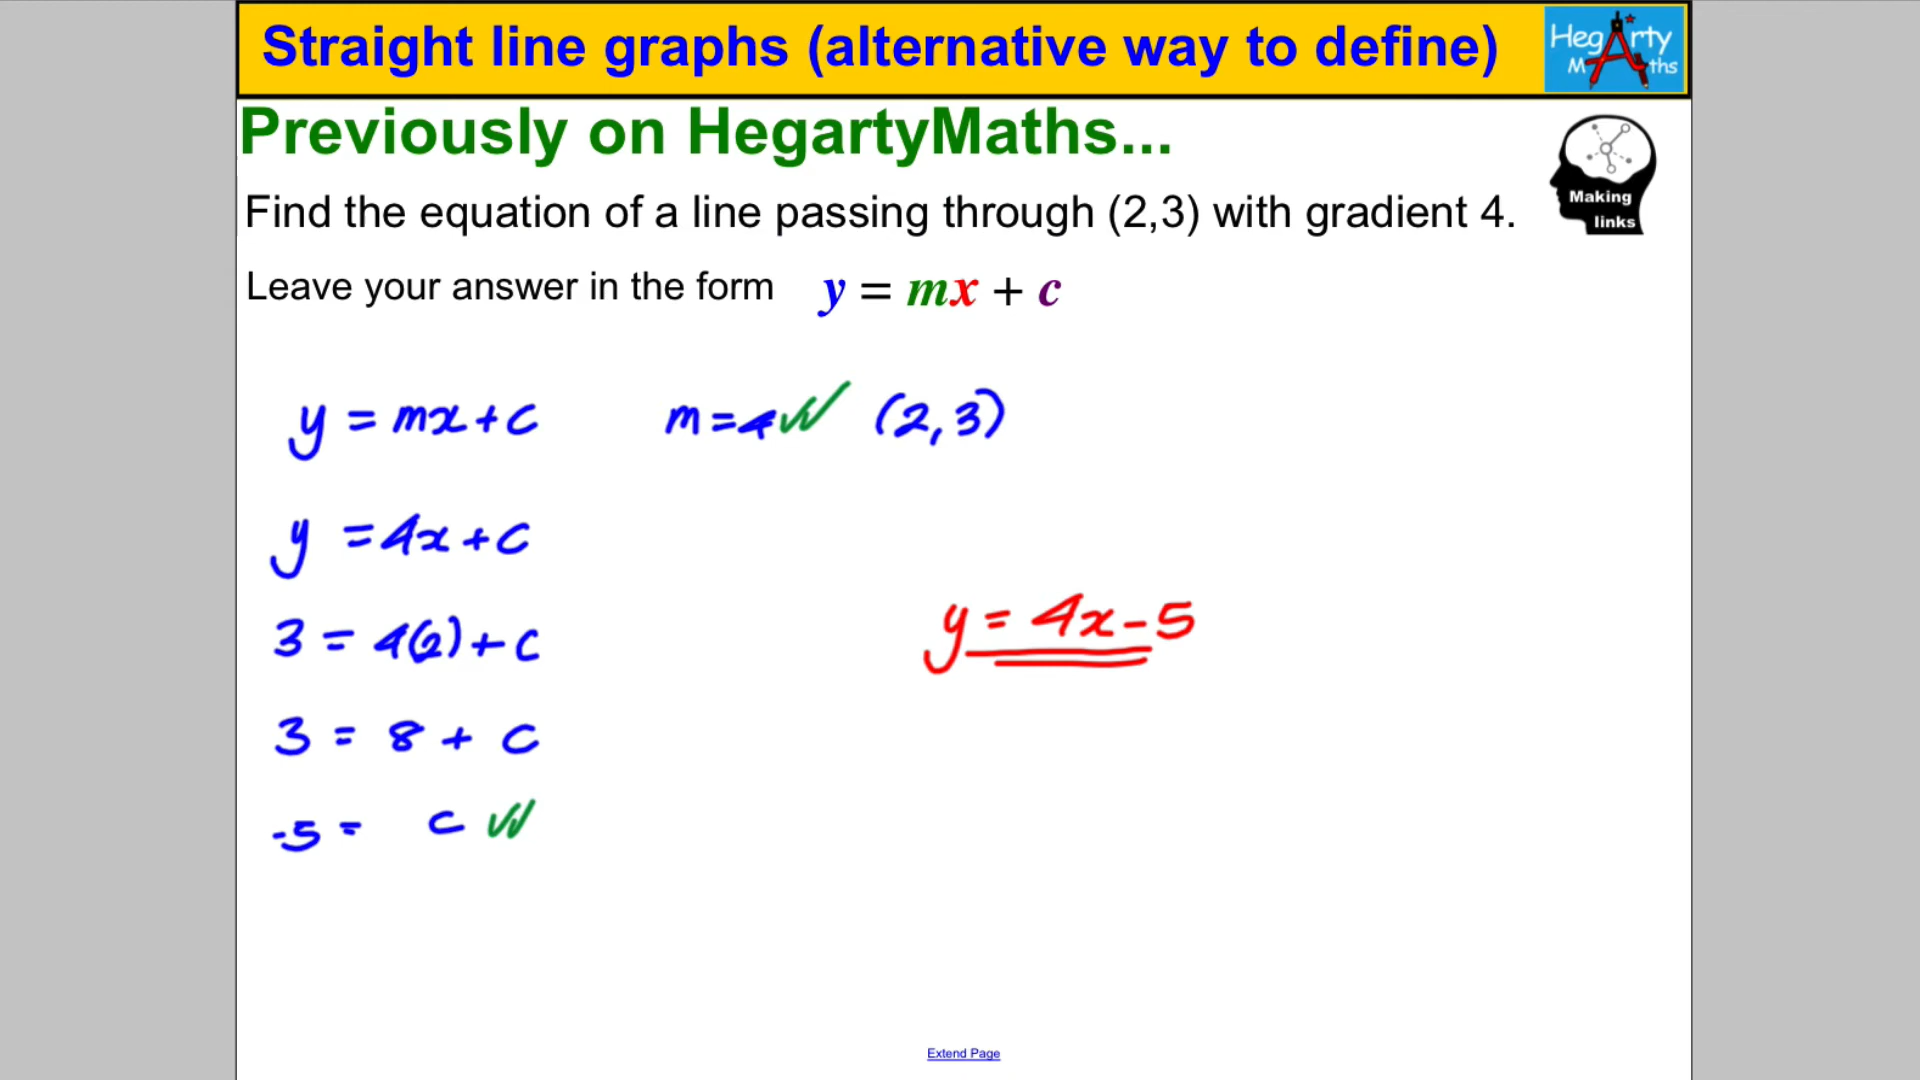 Straight line graphs (alternative way to define)
HegArty
Maths
Previously on HegartyMaths...
Making
links
Find the equation of a line passing through (2,3) with gradient 4.
Leave your answer in the form y = mx + c
y = mx + c m = 4 (2,3)
y = 4x + c
3 = 4(2) + c
y = 4x - 5
3 = 8 + c
-5 = c
Extend Page